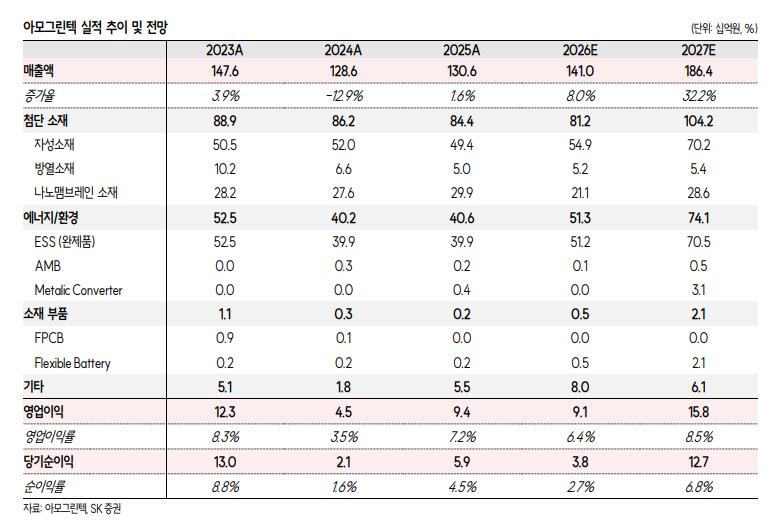 아모그린텍 실적 추이 및 전망 (단위: 십억원, %)
2023A 2024A 2025A 2026E 2027E
매출액 147.6 128.6 130.6 141.0 186.4
증가율 3.9% -12.9% 1.6% 8.0% 32.2%
첨단 소재 88.9 86.2 84.4 81.2 104.2
자성소재 50.5 52.0 49.4 54.9 70.2
방열소재 10.2 6.6 5.0 5.2 5.4
나노맴브레인 소재 28.2 27.6 29.9 21.1 28.6
에너지/환경 52.5 40.2 40.6 51.3 74.1
ESS (완제품) 52.5 39.9 39.9 51.2 70.5
AMB 0.0 0.3 0.2 0.1 0.5
Metalic Converter 0.0 0.0 0.4 0.0 3.1
소재 부품 1.1 0.3 0.2 0.5 2.1
FPCB 0.9 0.1 0.0 0.0 0.0
Flexible Battery 0.2 0.2 0.2 0.5 2.1
기타 5.1 1.8 5.5 8.0 6.1
영업이익 12.3 4.5 9.4 9.1 15.8
영업이익률 8.3% 3.5% 7.2% 6.4% 8.5%
당기순이익 13.0 2.1 5.9 3.8 12.7
순이익률 8.8% 1.6% 4.5% 2.7% 6.8%
자료: 아모그린텍, SK 증권